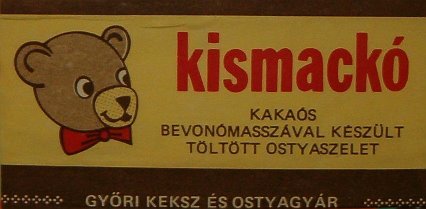 kismackó
KAKAÓS
BEVONÓMASSZÁVAL KÉSZÜLT
TÖLTÖTT OSTYASZELET
GYŐRI KEKSZ ÉS OSTYAGYÁR